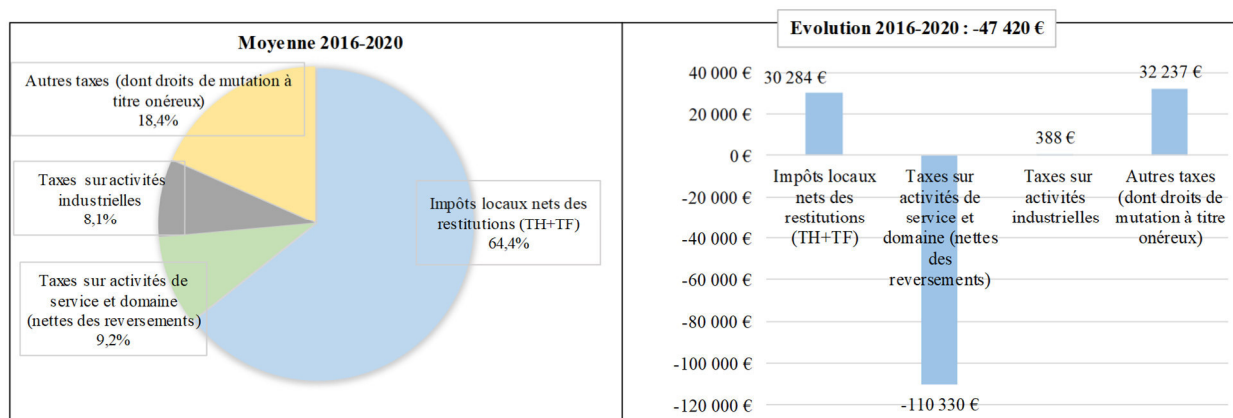 Moyenne 2016-2020
Autres taxes (dont droits de mutation à
titre onéreux)
18,4%
Taxes sur activités
industrielles
8,1%
Taxes sur activités de
service et domaine
(nettes des reversements)
9,2%
Impôts locaux nets des
restitutions (TH+TF)
64,4%
Evolution 2016-2020 : -47 420 €
40 000 €
20 000 €
0 €
-20 000 €
-40 000 €
-60 000 €
-80 000 €
-100 000 €
-120 000 €
30 284 €
Impôts locaux
nets des
restitutions
(TH+TF)
Taxes sur
activités de
service et
domaine (nettes
des
reversements)
-110 330 €
388 €
Taxes sur
activités
industrielles
32 237 €
Autres taxes
(dont droits de
mutation à titre
onéreux)